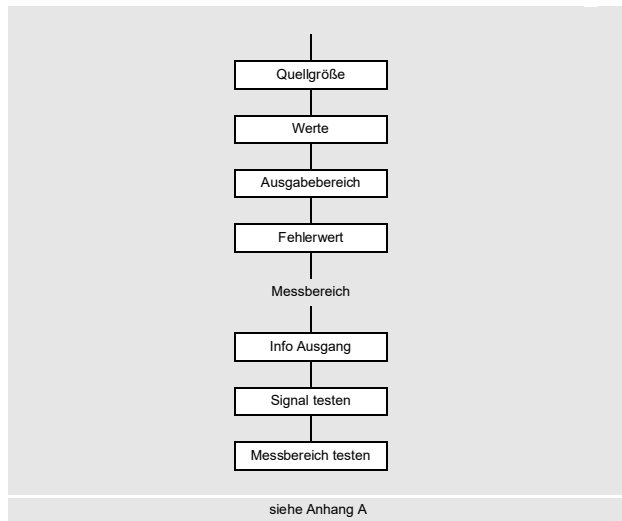 Quellgröße
Werte
Ausgabebereich
Fehlerwert
Messbereich
Info Ausgang
Signal testen
Messbereich testen
siehe Anhang A